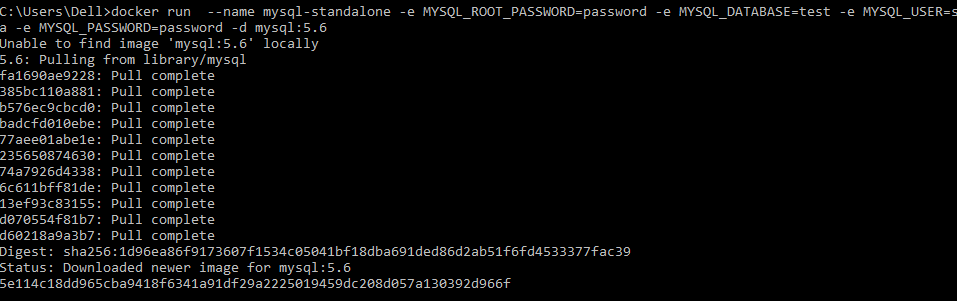 C:\Users\Dell>docker run  --name mysql-standalone -e MYSQL_ROOT_PASSWORD=password -e MYSQL_DATABASE=test -e MYSQL_USER=s
a -e MYSQL_PASSWORD=password -d mysql:5.6
Unable to find image 'mysql:5.6' locally
5.6: Pulling from library/mysql
fa1690ae9228: Pull complete
385bc110a881: Pull complete
b576ec9cbcd0: Pull complete
badcfd010ebe: Pull complete
77aee01abe1e: Pull complete
235650874630: Pull complete
74a7926d4338: Pull complete
6c611bff81de: Pull complete
13ef93c83155: Pull complete
d070554f81b7: Pull complete
d60218a9a3b7: Pull complete
Digest: sha256:1d96ea86f9173607f1534c05041bf18dba691ded86d2ab51f6fd4533377fac39
Status: Downloaded newer image for mysql:5.6
5e114c18dd965cba9418f6341a91df29a2225019459dc208d057a130392d966f